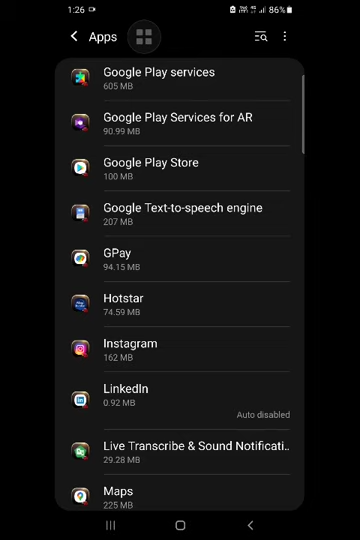 1:26
86%
Apps
Google Play services
605 MB
Google Play Services for AR
90.99 MB
Google Play Store
100 MB
Google Text-to-speech engine
207 MB
GPay
94.15 MB
Hotstar
74.59 MB
Instagram
162 MB
LinkedIn
0.92 MB
Auto disabled
Live Transcribe & Sound Notificati..
29.28 MB
Maps
225 MB